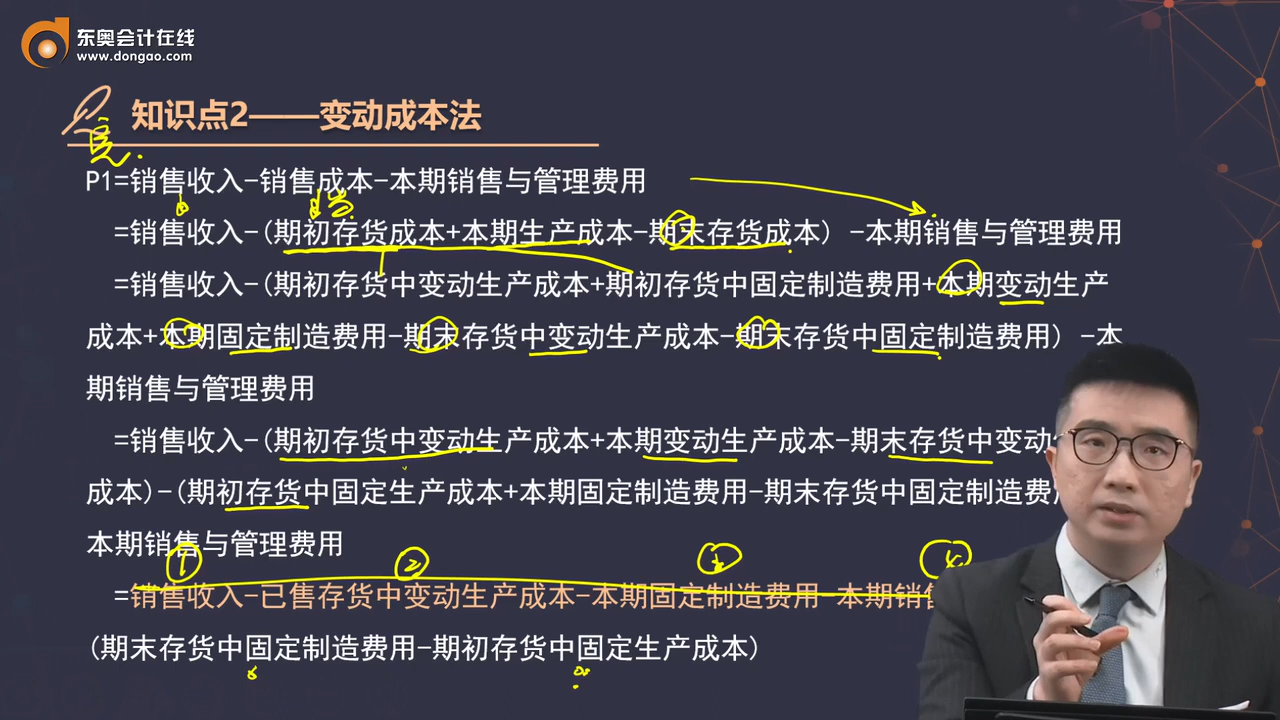 东奥会计在线
www.dongao.com
知识点2——变动成本法
P1=销售收入-销售成本-本期销售与管理费用
=销售收入-(期初存货成本+本期生产成本-期末存货成本) -本期销售与管理费用
=销售收入-(期初存货中变动生产成本+期初存货中固定制造费用+本期变动生产
成本+本期固定制造费用-期末存货中变动生产成本-期末存货中固定制造费用) -本
期销售与管理费用
=销售收入-(期初存货中变动生产成本+本期变动生产成本-期末存货中变动
成本)-(期初存货中固定生产成本+本期固定制造费用-期末存货中固定制造
本期销售与管理费用
① ②
=销售收入-已售存货中变动生产成本-本期固定制造费用-本期销
(期末存货中固定制造费用-期初存货中固定生产成本)